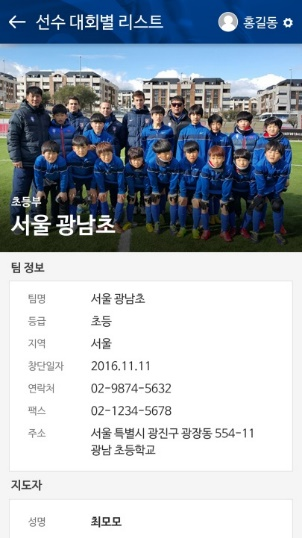 선수 대회별 리스트
홍길동
초등부
서울 광남초
팀 정보
팀명 서울 광남초
등급 초등
지역 서울
창단일자 2016.11.11
연락처 02-9874-5632
팩스 02-1234-5678
주소 서울 특별시 광진구 광장동 554-11
광남 초등학교
지도자
성명 최모모